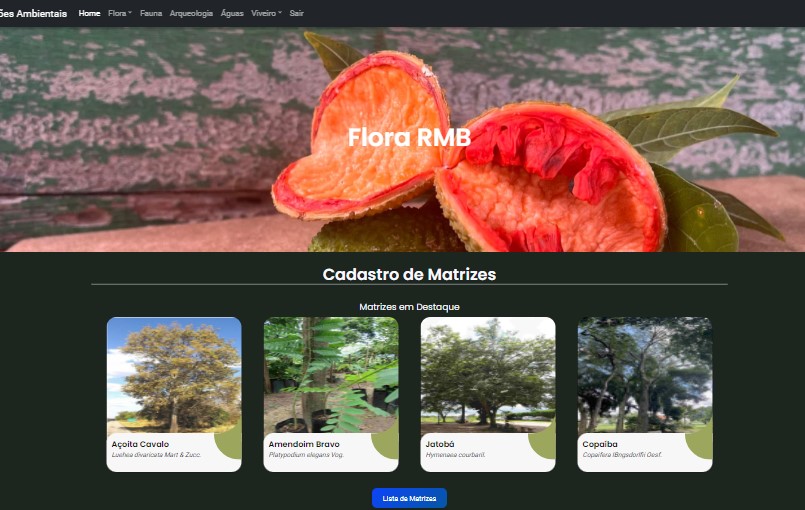 ões Ambientais Home Flora Fauna Arqueologia Águas Viveiro Sair
Flora RMB
Cadastro de Matrizes
Matrizes em Destaque
Açoita Cavalo
Luehea divaricata Mart & Zucc.
Amendoim Bravo
Platypodium elegans Vog.
Jatobá
Hymenaea courbaril.
Copaíba
Copaifera lBngsdorlfii Desf.
Lista de Matrizes